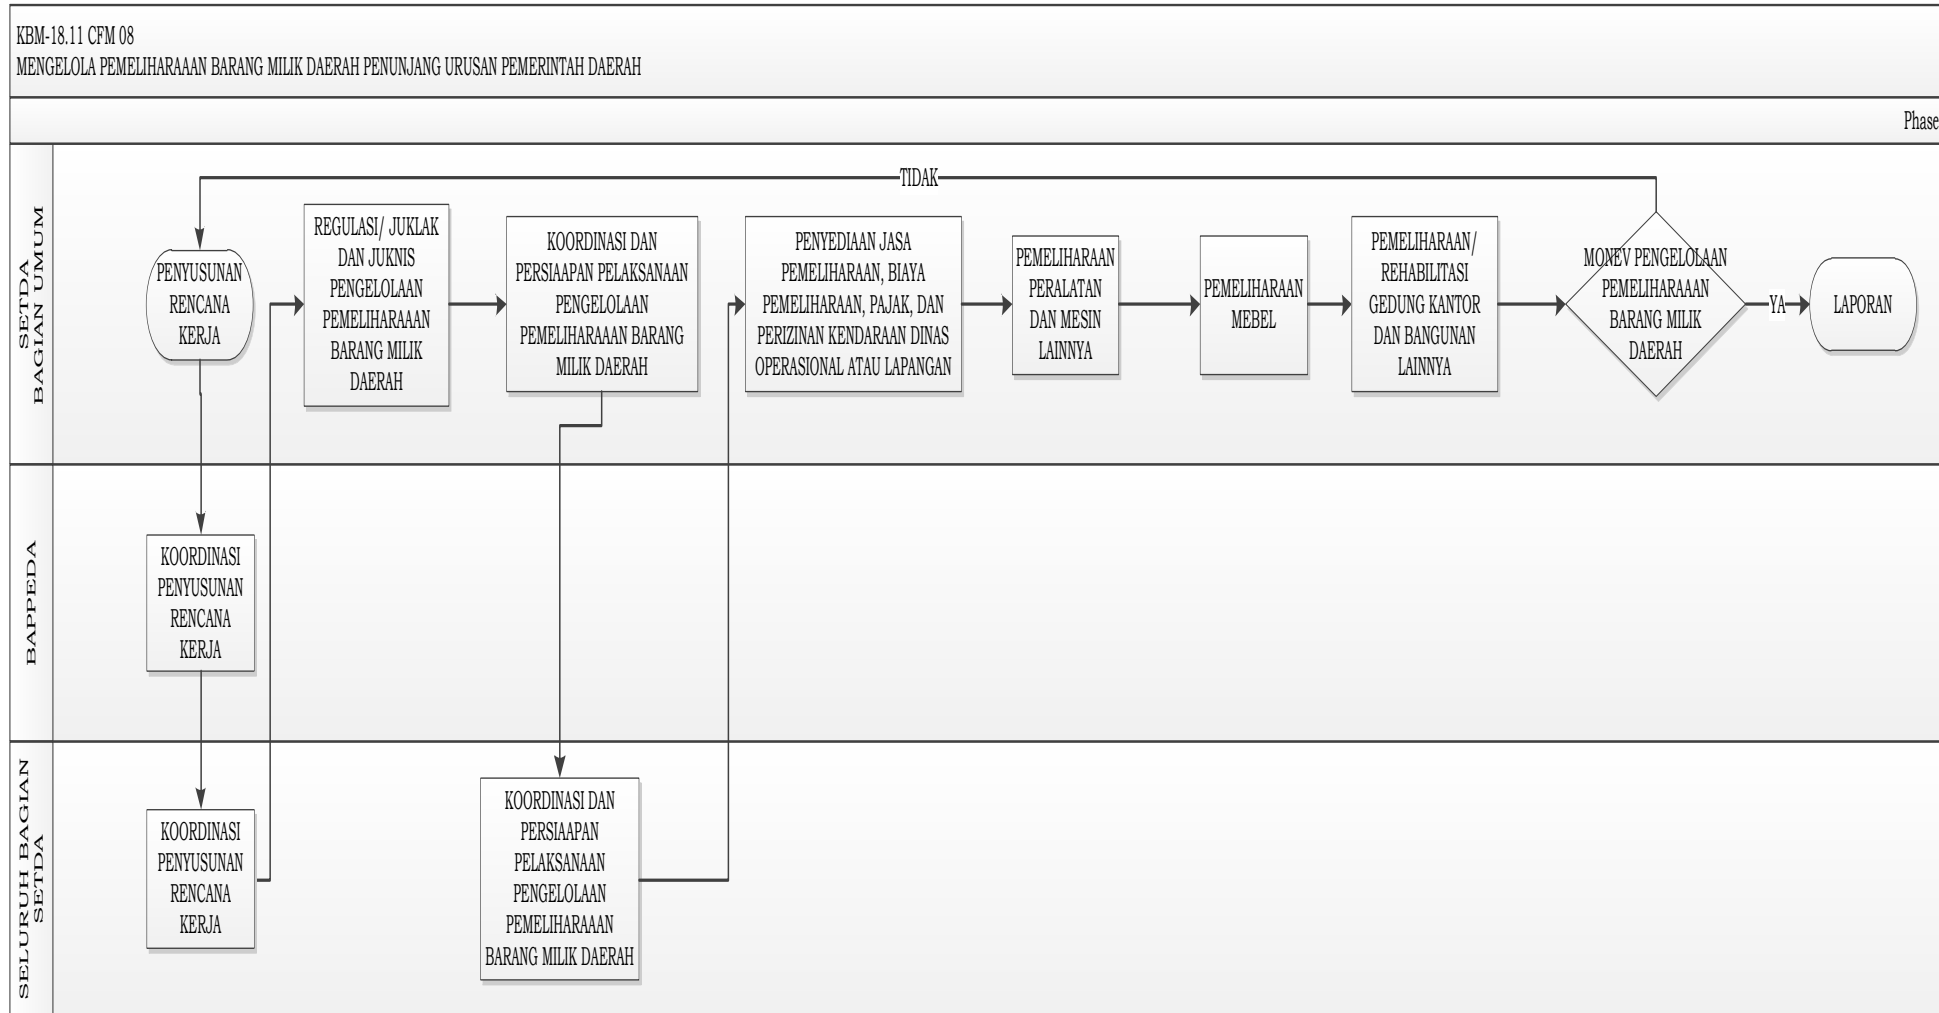 KBM-18.11 CFM 08
MENGELOLA PEMELIHARAAAN BARANG MILIK DAERAH PENUNJANG URUSAN PEMERINTAH DAERAH
Phase
SETDA
BAGIAN UMUM
TIDAK
PENYUSUNAN
RENCANA
KERJA
REGULASI/ JUKLAK
DAN JUKNIS
PENGELOLAAN
PEMELIHARAAAN
BARANG MILIK
DAERAH
KOORDINASI DAN
PERSIAAPAN PELAKSANAAN
PENGELOLAAN
PEMELIHARAAAN BARANG
MILIK DAERAH
PENYEDIAAN JASA
PEMELIHARAAN, BIAYA
PEMELIHARAAN, PAJAK, DAN
PERIZINAN KENDARAAN DINAS
OPERASIONAL ATAU LAPANGAN
PEMELIHARAAN
PERALATAN
DAN MESIN
LAINNYA
PEMELIHARAAN
MEBEL
PEMELIHARAAN/
REHABILITASI
GEDUNG KANTOR
DAN BANGUNAN
LAINNYA
MONEV PENGELOLAAN
PEMELIHARAAAN
BARANG MILIK
DAERAH
YA
LAPORAN
BAPPEDA
KOORDINASI
PENYUSUNAN
RENCANA
KERJA
SELURUH BAGIAN
SETDA
KOORDINASI
PENYUSUNAN
RENCANA
KERJA
KOORDINASI DAN
PERSIAAPAN
PELAKSANAAN
PENGELOLAAN
PEMELIHARAAAN
BARANG MILIK DAERAH